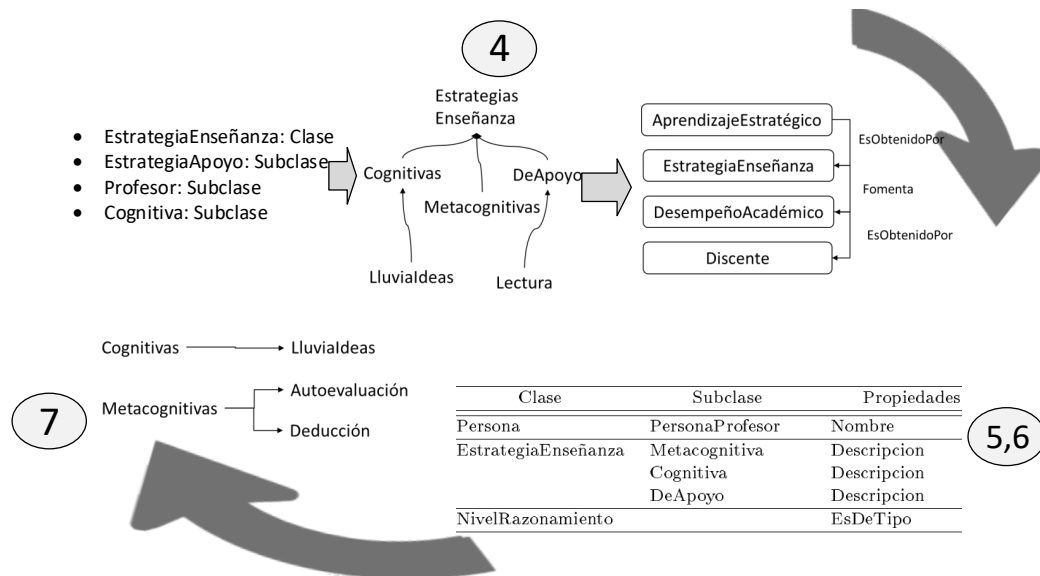 4
Estrategias
Enseñanza
• EstrategiaEnseñanza: Clase
• EstrategiaApoyo: Subclase
• Profesor: Subclase
• Cognitiva: Subclase
Cognitivas
DeApoyo
Metacognitivas
LluviaIdeas
Lectura
AprendizajeEstratégico
EsObtenidoPor
EstrategiaEnseñanza
Fomenta
DesempeñoAcadémico
EsObtenidoPor
Discente
5,6
Clase Subclase Propiedades
Persona PersonaProfesor Nombre
EstrategiaEnseñanza Metacognitiva Descripcion
Cognitiva Descripcion
DeApoyo Descripcion
NivelRazonamiento EsDeTipo
7
Cognitivas LluviaIdeas
Metacognitivas
Autoevaluación
Deducción